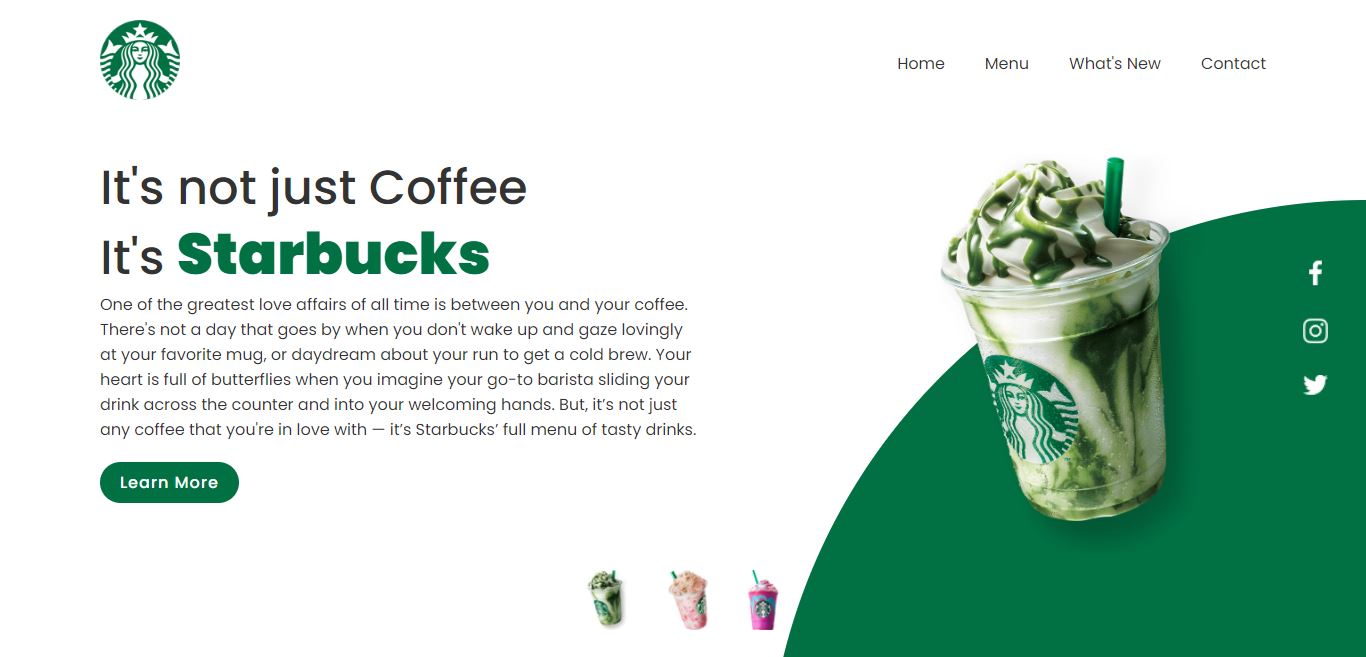 Home
Menu
What's New
Contact
It's not just Coffee
It's Starbucks
One of the greatest love affairs of all time is between you and your coffee.
There's not a day that goes by when you don't wake up and gaze lovingly
at your favorite mug, or daydream about your run to get a cold brew. Your
heart is full of butterflies when you imagine your go-to barista sliding your
drink across the counter and into your welcoming hands. But, it’s not just
any coffee that you're in love with — it’s Starbucks’ full menu of tasty drinks.
Learn More